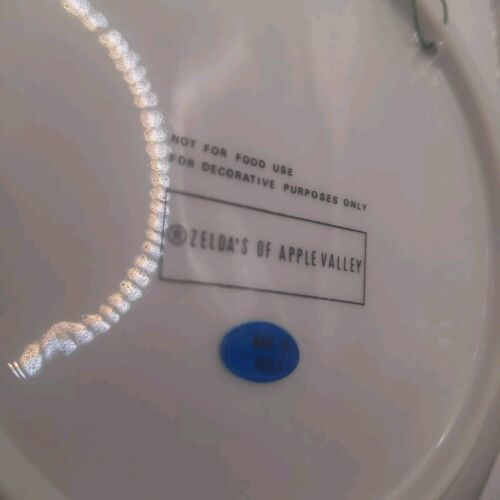 NOT FOR FOOD USE
FOR DECORATIVE PURPOSES ONLY
® ZELDA'S OF APPLE VALLEY